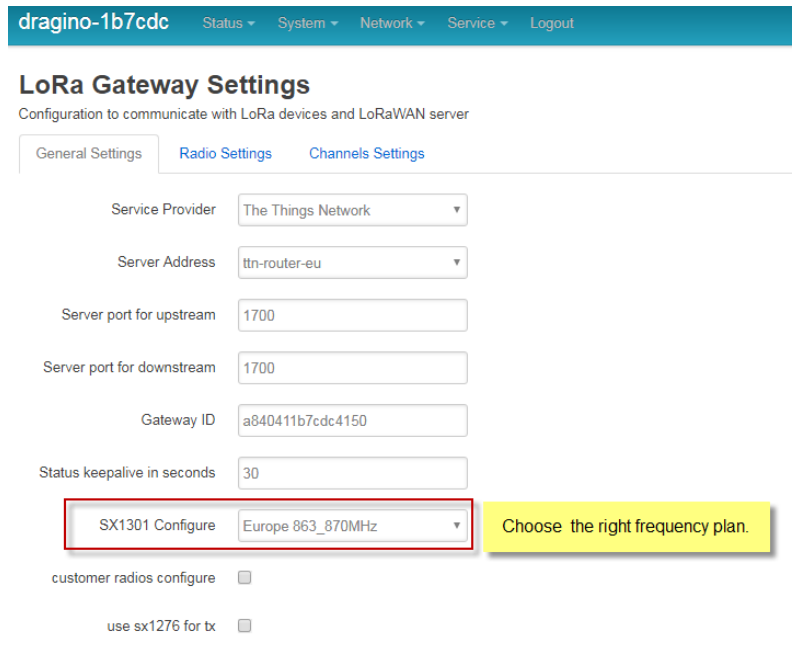 dragino-1b7cdc Status System Network Service Logout
LoRa Gateway Settings
Configuration to communicate with LoRa devices and LoRaWAN server
General Settings Radio Settings Channels Settings
Service Provider The Things Network
Server Address ttn-router-eu
Server port for upstream 1700
Server port for downstream 1700
Gateway ID a840411b7cdc4150
Status keepalive in seconds 30
SX1301 Configure Europe 863_870MHz Choose the right frequency plan.
customer radios configure
use sx1276 for tx